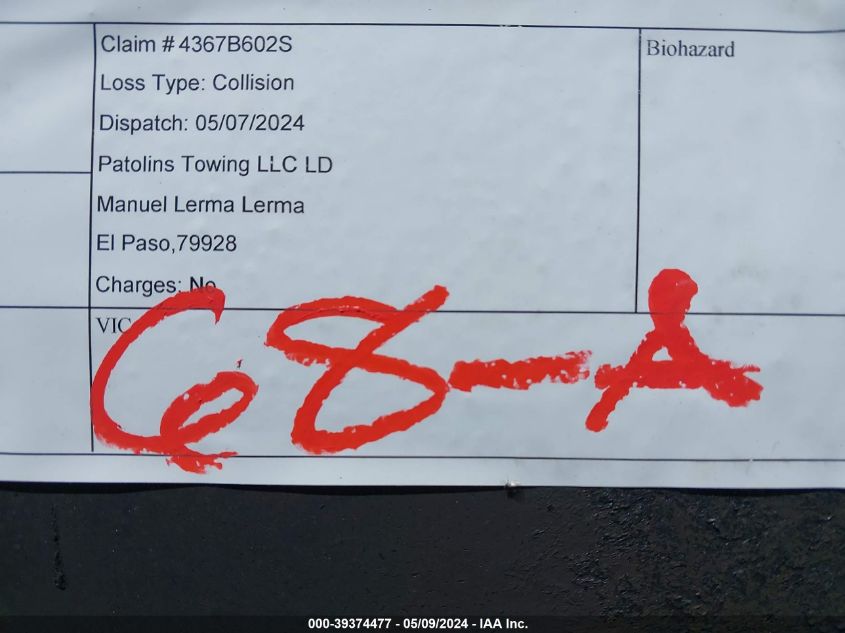 Claim # 4367B602S
Biohazard
Loss Type: Collision
Dispatch: 05/07/2024
Patolins Towing LLC LD
Manuel Lerma Lerma
El Paso,79928
Charges: No
VIC
68-A
000-39374477 - 05/09/2024 - IAA Inc.